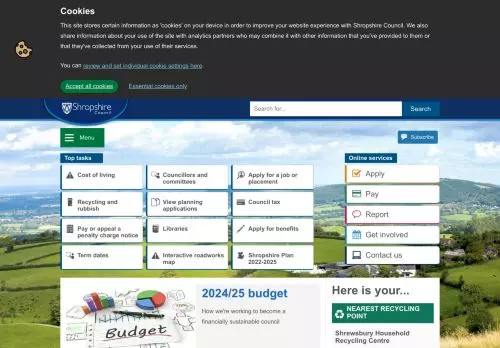 Cookies
This site stores certain information as 'cookies' on your device in order to improve your website experience with Shropshire Council. We also
share information about your use of the site with analytics partners who may combine it with other information that you've provided to them or
that they've collected from your use of their services.
You can review and set individual cookie settings here.
Accept all cookies
Essential cookies only
Shropshire
Council
Search for...
Search
Menu
Subscribe
Top tasks
Cost of living
Councillors and
committees
Apply for a job or
placement
Recycling and
rubbish
View planning
applications
Council tax
Pay or appeal a
penalty charge notice
Libraries
Apply for benefits
Term dates
Interactive roadworks
map
Shropshire Plan
2022-2025
Online services
Apply
Pay
Report
Get involved
Contact us
Budget
2024/25 budget
How we're working to become a
financially sustainable council
Here is your...
NEAREST RECYCLING
POINT
Shrewsbury Household
Recycling Centre